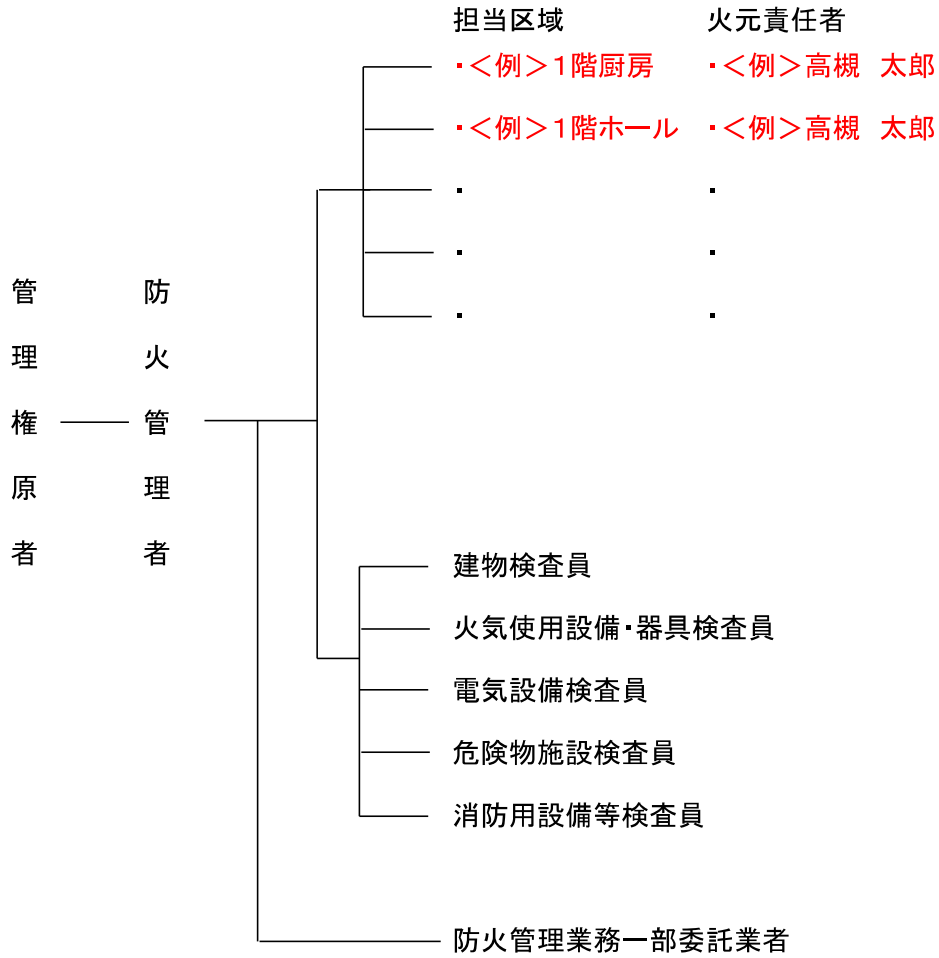 担当区域　火元責任者
・＜例＞１階厨房　・＜例＞高槻　太郎
・＜例＞１階ホール　・＜例＞高槻　太郎
・　・
・　・
・　・
管理権原者
防火管理者
建物検査員
火気使用設備・器具検査員
電気設備検査員
危険物施設検査員
消防用設備等検査員
防火管理業務一部委託業者